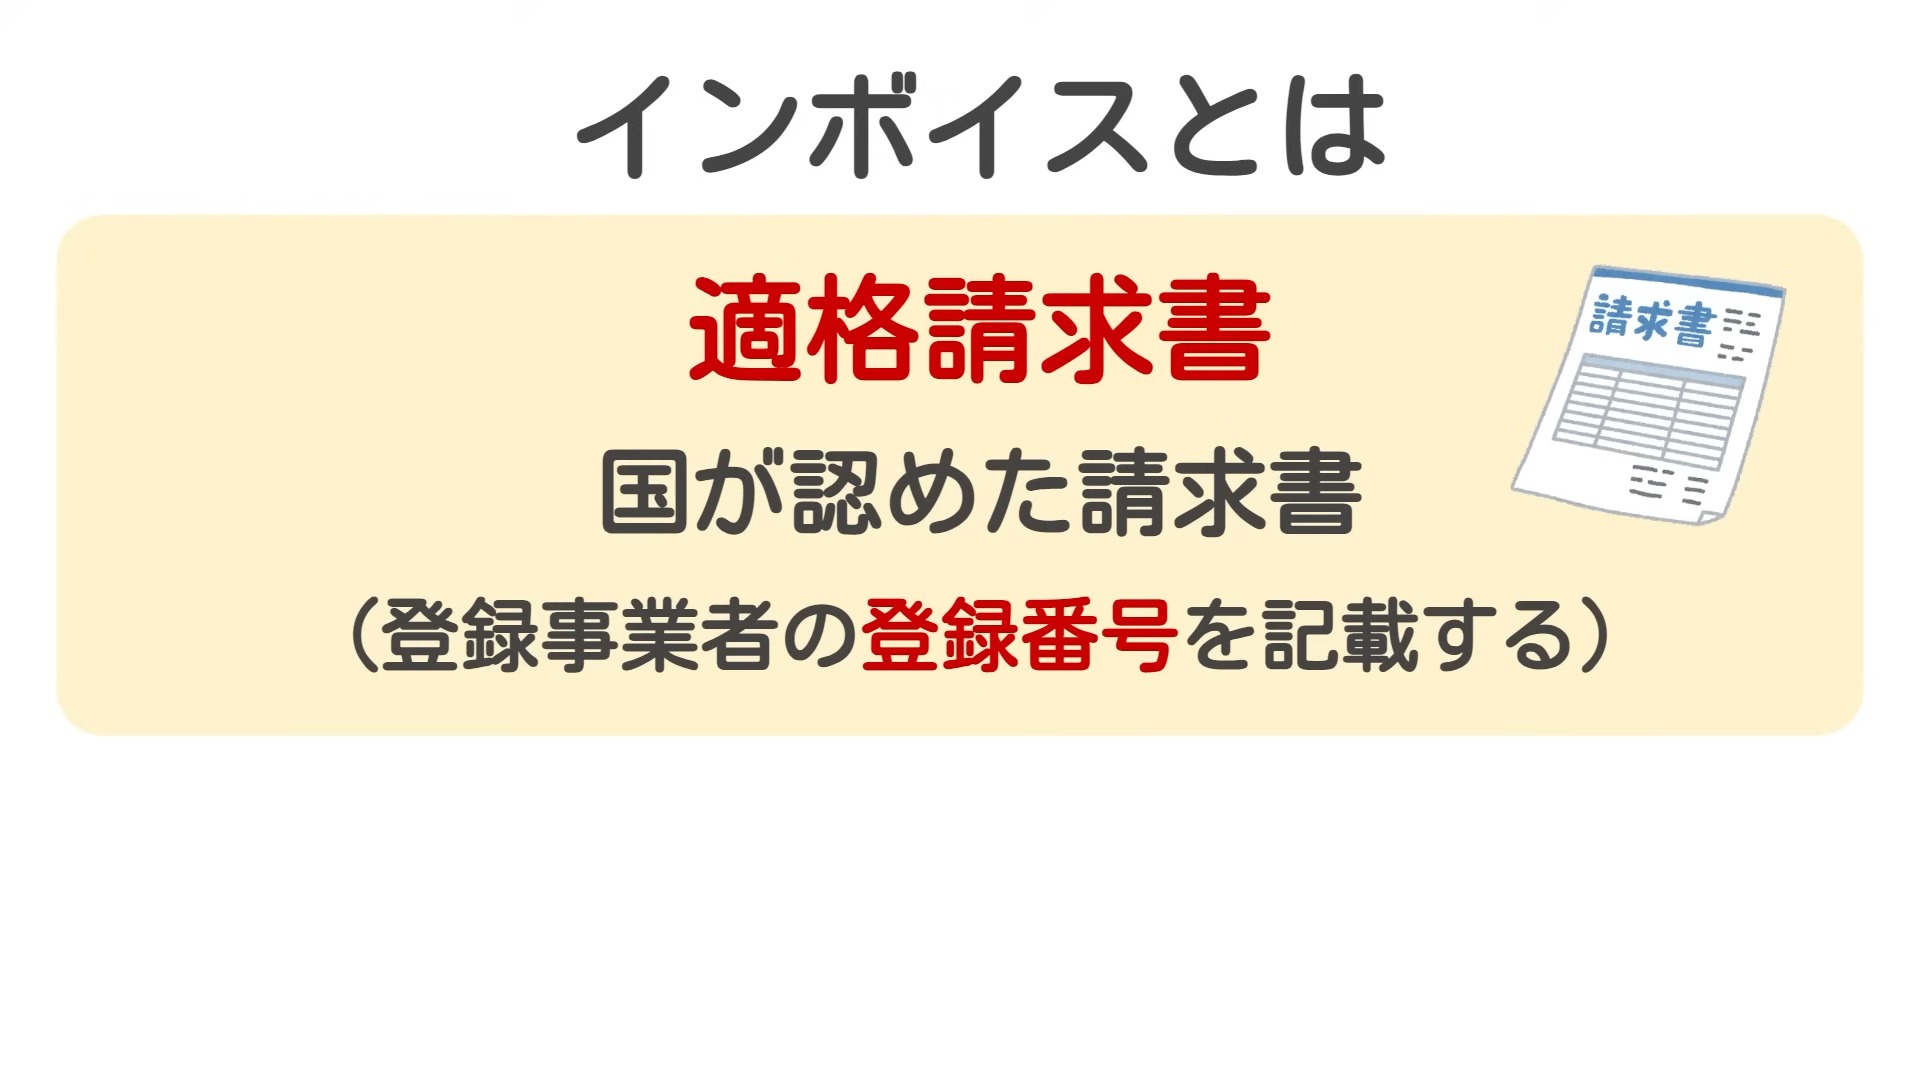 インボイスとは
適格請求書
請求書
国が認めた請求書
（登録事業者の登録番号を記載する）